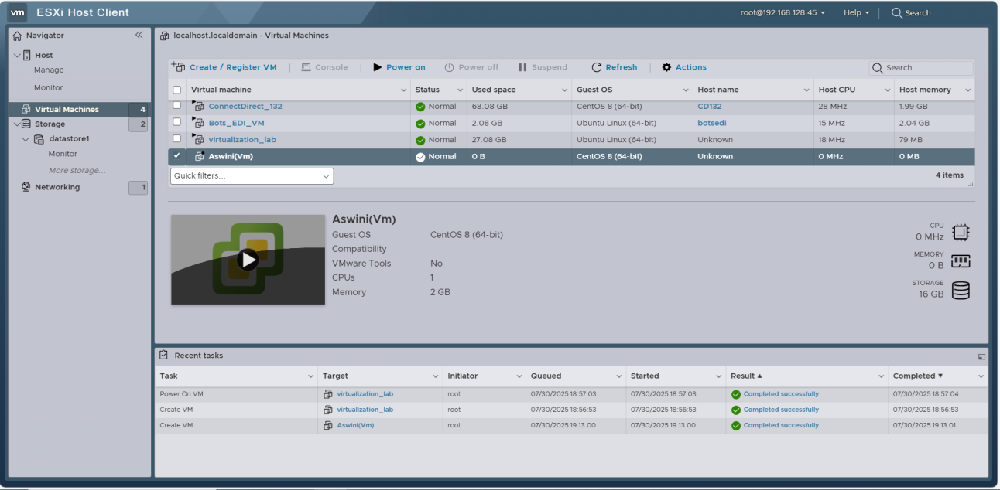 vm ESXi Host Client root@192.168.128.45 Help Search
Navigator
Host
Manage
Monitor
Virtual Machines 4
Storage 2
datastore1
Monitor
More storage...
Networking 1
localhost.localdomain - Virtual Machines
Create / Register VM Console Power on Power off Suspend Refresh Actions Search
Virtual machine Status Used space Guest OS Host name Host CPU Host memory
ConnectDirect_132 Normal 68.08 GB CentOS 8 (64-bit) CD132 28 MHz 1.99 GB
Bots_EDI_VM Normal 2.08 GB Ubuntu Linux (64-bit) botsedi 15 MHz 2.04 GB
virtualization_lab Normal 27.08 GB Ubuntu Linux (64-bit) Unknown 18 MHz 79 MB
Aswini(Vm) Normal 0 B CentOS 8 (64-bit) Unknown 0 MHz 0 MB
Quick filters... 4 items
Aswini(Vm)
Guest OS CentOS 8 (64-bit)
Compatibility
VMware Tools No
CPUs 1
Memory 2 GB
CPU
0 MHz
MEMORY
0 B
STORAGE
16 GB
Recent tasks
Task Target Initiator Queued Started Result Completed
Power On VM virtualization_lab root 07/30/2025 18:57:03 07/30/2025 18:57:03 Completed successfully 07/30/2025 18:57:04
Create VM virtualization_lab root 07/30/2025 18:56:53 07/30/2025 18:56:53 Completed successfully 07/30/2025 18:56:53
Create VM Aswini(Vm) root 07/30/2025 19:13:00 07/30/2025 19:13:00 Completed successfully 07/30/2025 19:13:01